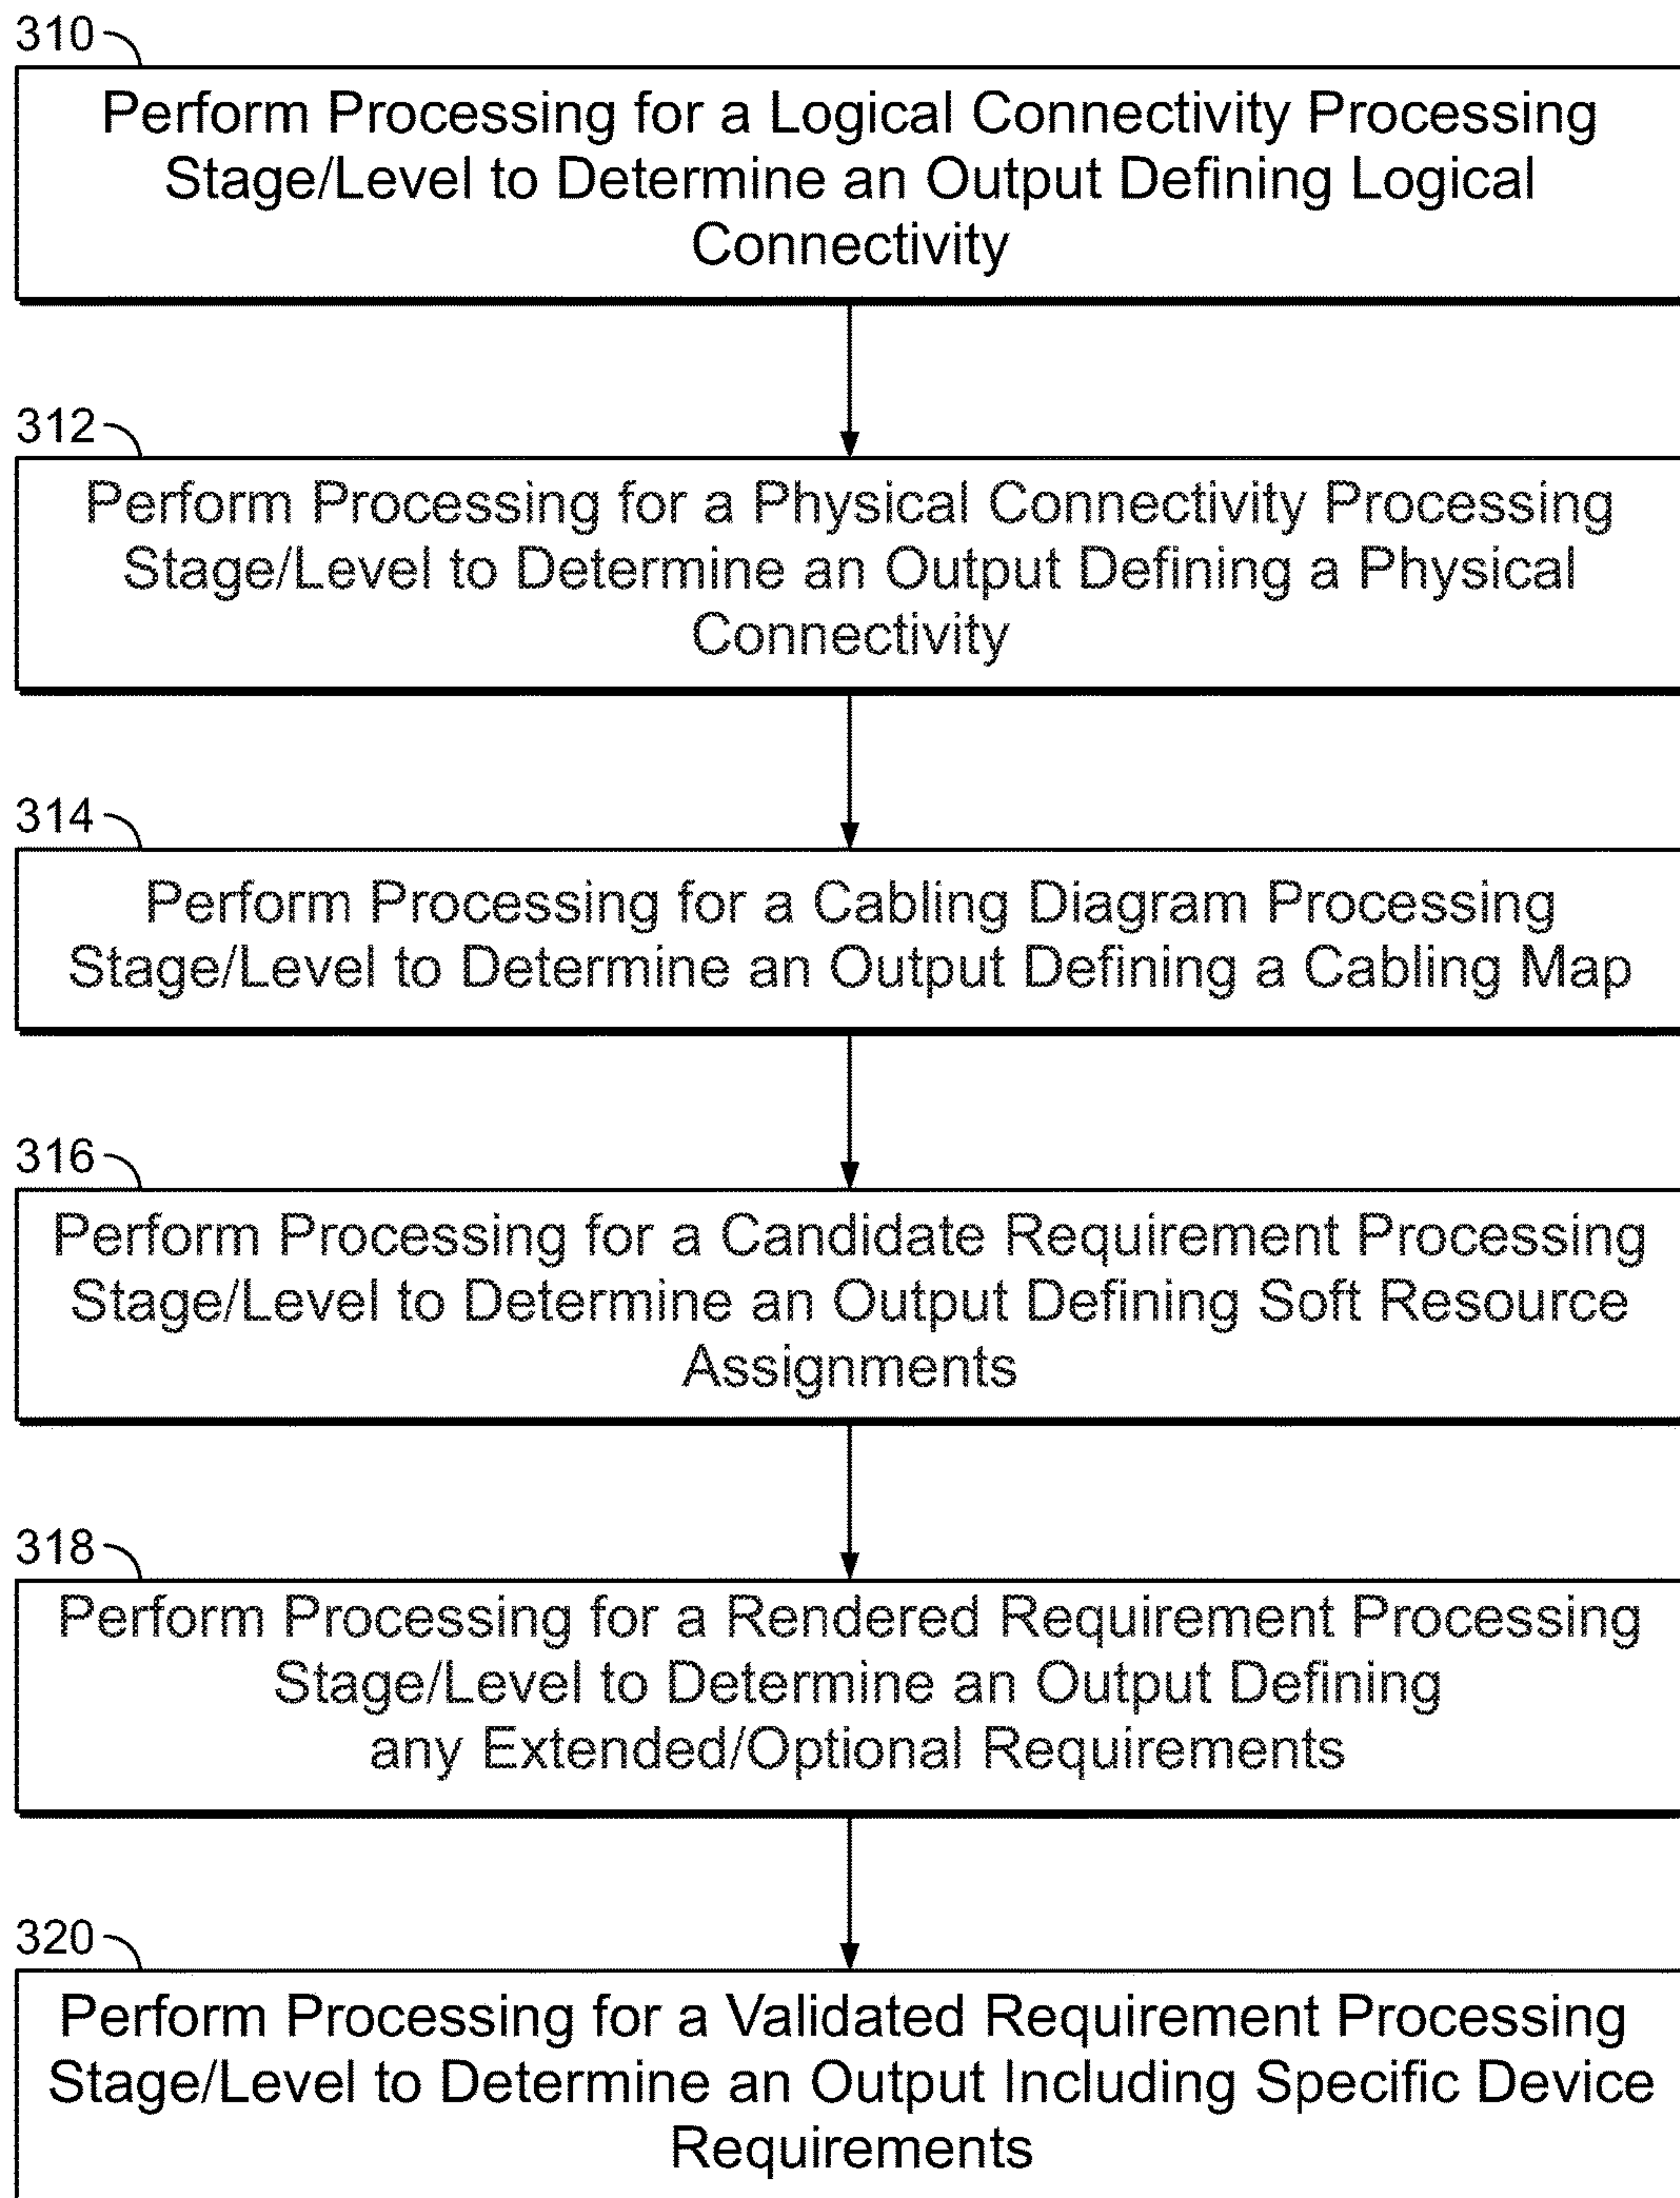 310
Perform Processing for a Logical Connectivity Processing
Stage/Level to Determine an Output Defining Logical
Connectivity
312
Perform Processing for a Physical Connectivity Processing
Stage/Level to Determine an Output Defining a Physical
Connectivity
314
Perform Processing for a Cabling Diagram Processing
Stage/Level to Determine an Output Defining a Cabling Map
316
Perform Processing for a Candidate Requirement Processing
Stage/Level to Determine an Output Defining Soft Resource
Assignments
318
Perform Processing for a Rendered Requirement Processing
Stage/Level to Determine an Output Defining
any Extended/Optional Requirements
320
Perform Processing for a Validated Requirement Processing
Stage/Level to Determine an Output Including Specific Device
Requirements